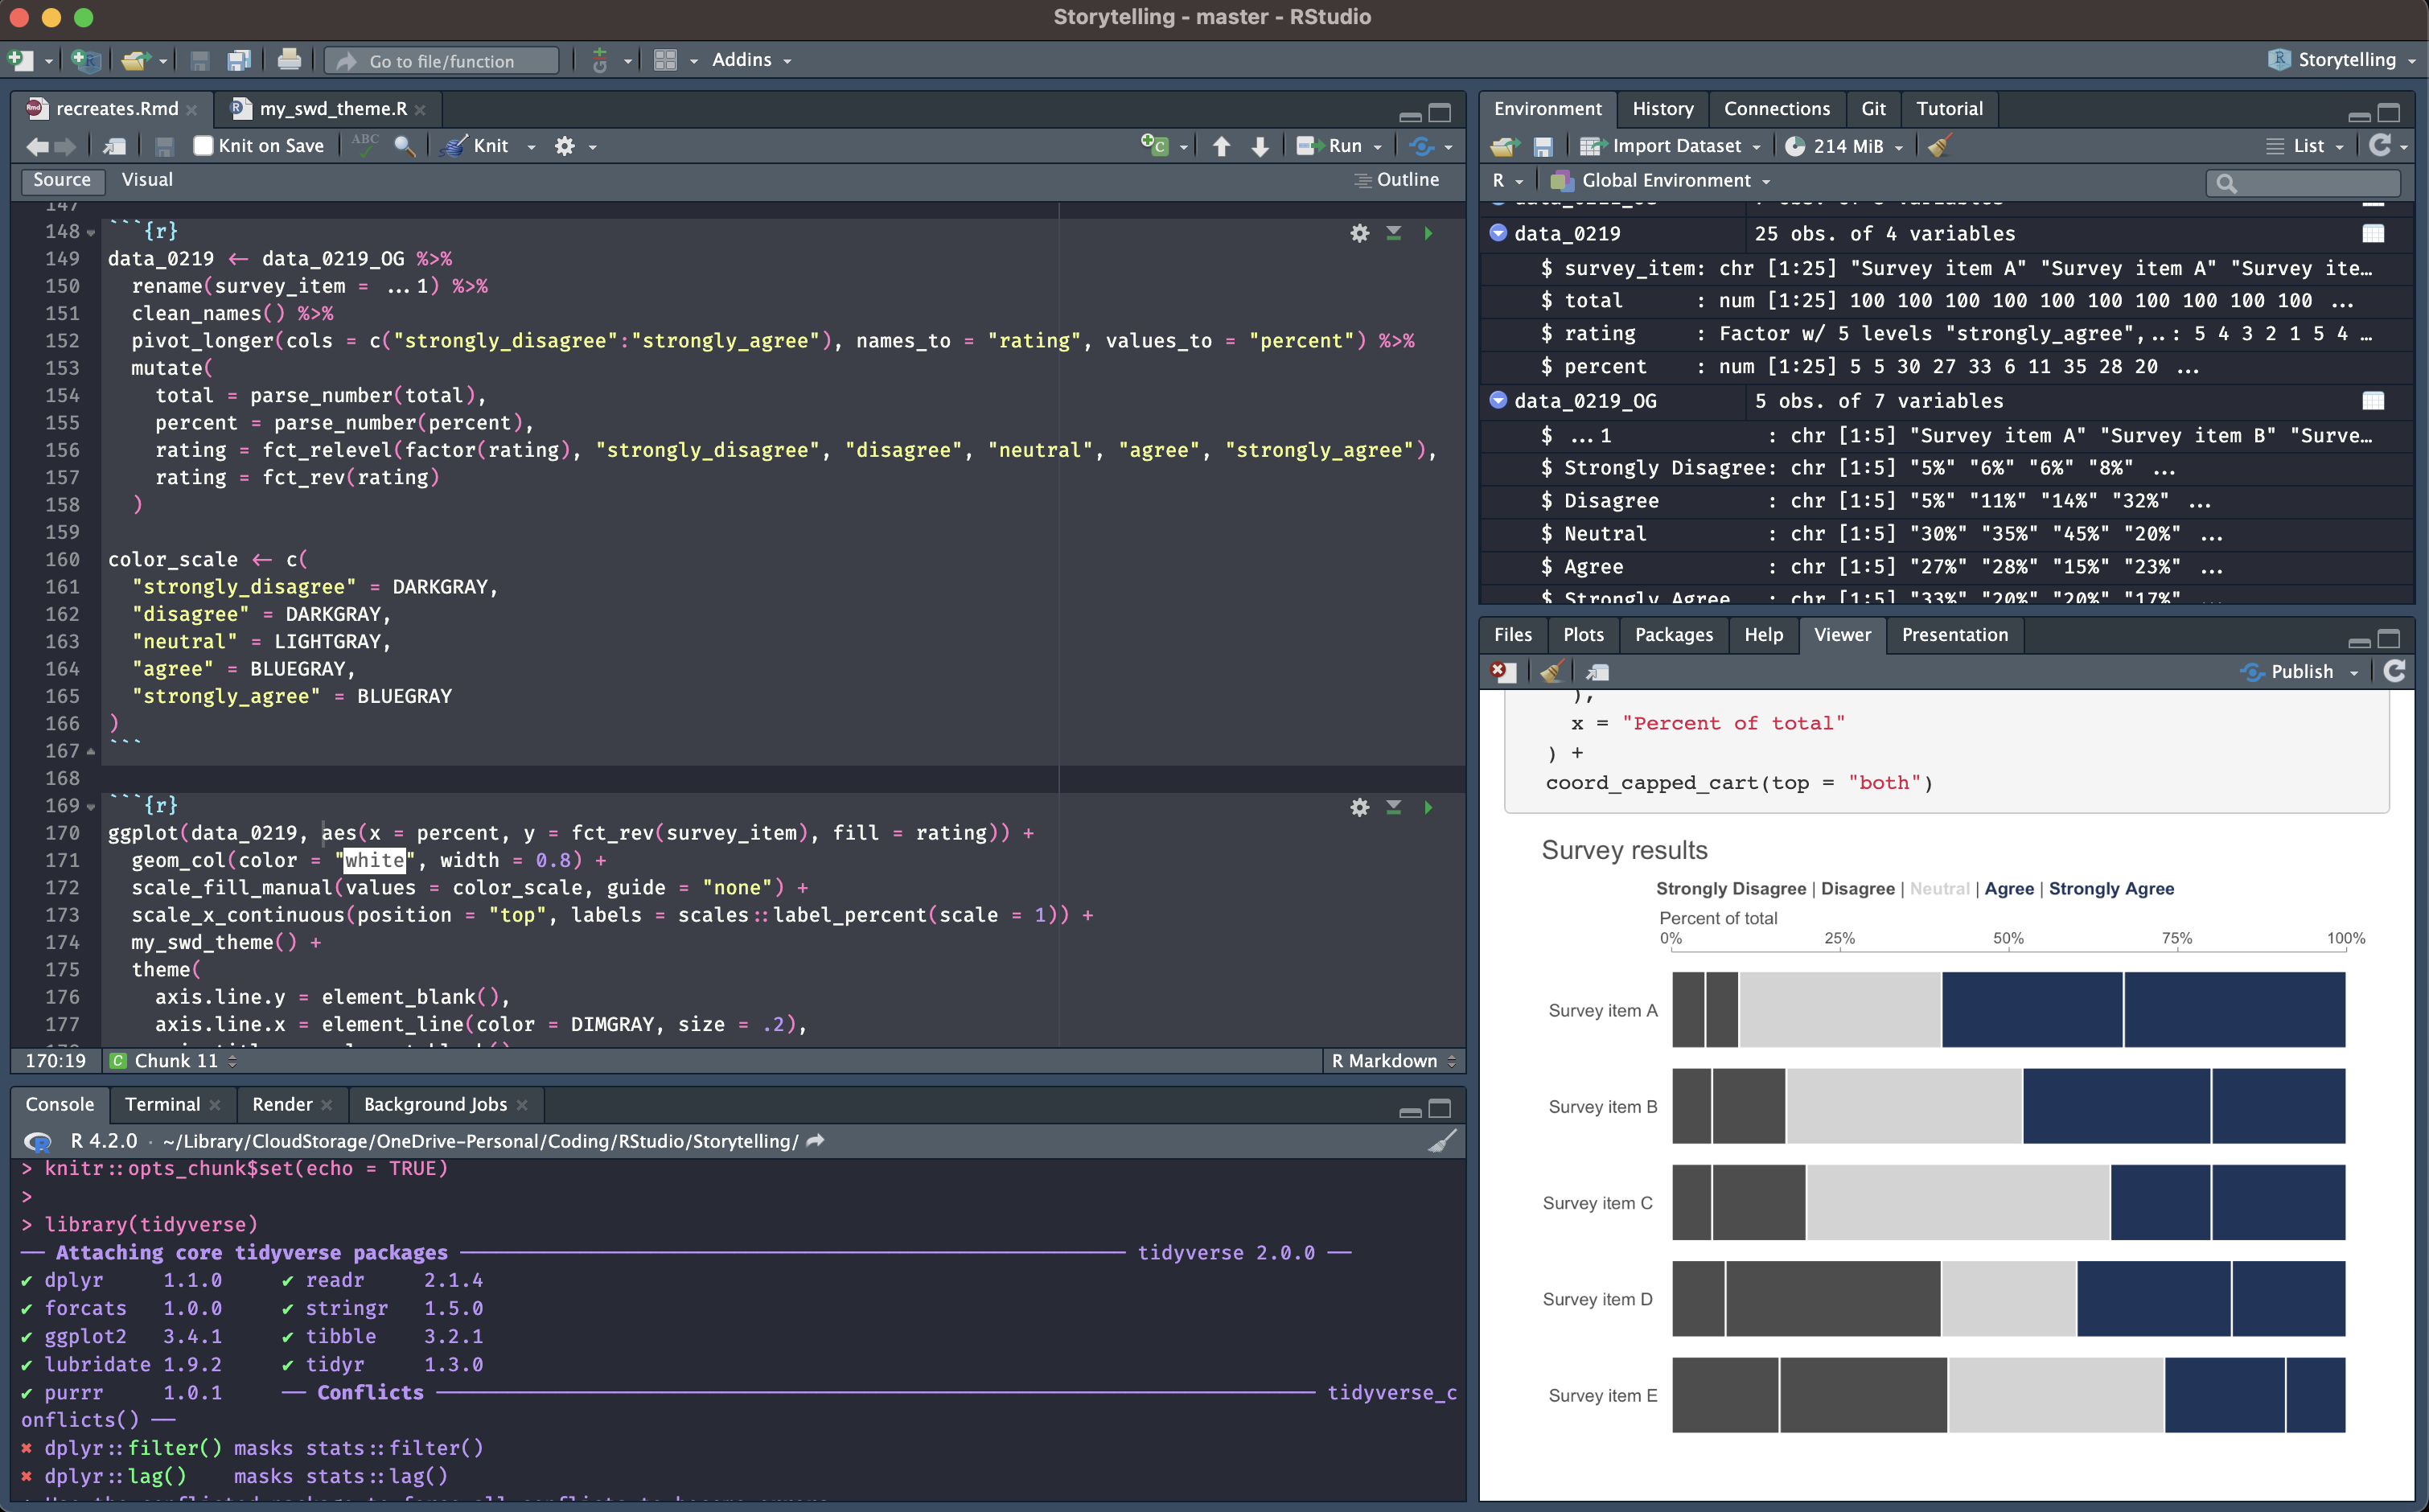 Storytelling - master - RStudio
Go to file/function
Addins
Storytelling
recreates.Rmd
my_swd_theme.R
Knit on Save
ABC
Knit
Run
Source
Visual
Outline
147
148 ```{r}
149 data_0219 <- data_0219_OG %>%
150 rename(survey_item = ...1) %>%
151 clean_names() %>%
152 pivot_longer(cols = c("strongly_disagree":"strongly_agree"), names_to = "rating", values_to = "percent") %>%
153 mutate(
154 total = parse_number(total),
155 percent = parse_number(percent),
156 rating = fct_relevel(factor(rating), "strongly_disagree", "disagree", "neutral", "agree", "strongly_agree"),
157 rating = fct_rev(rating)
158 )
159
160 color_scale <- c(
161 "strongly_disagree" = DARKGRAY,
162 "disagree" = DARKGRAY,
163 "neutral" = LIGHTGRAY,
164 "agree" = BLUEGRAY,
165 "strongly_agree" = BLUEGRAY
166 )
167 ```
168
169 ```{r}
170 ggplot(data_0219, aes(x = percent, y = fct_rev(survey_item), fill = rating)) +
171 geom_col(color = "white", width = 0.8) +
172 scale_fill_manual(values = color_scale, guide = "none") +
173 scale_x_continuous(position = "top", labels = scales::label_percent(scale = 1)) +
174 my_swd_theme() +
175 theme(
176 axis.line.y = element_blank(),
177 axis.line.x = element_line(color = DIMGRAY, size = .2),
170:19
C Chunk 11
R Markdown
Console
Terminal
Render
Background Jobs
R 4.2.0 · ~/Library/CloudStorage/OneDrive-Personal/Coding/RStudio/Storytelling/
> knitr::opts_chunk$set(echo = TRUE)
>
> library(tidyverse)
── Attaching core tidyverse packages ── tidyverse 2.0.0 ──
✔ dplyr 1.1.0 ✔ readr 2.1.4
✔ forcats 1.0.0 ✔ stringr 1.5.0
✔ ggplot2 3.4.1 ✔ tibble 3.2.1
✔ lubridate 1.9.2 ✔ tidyr 1.3.0
✔ purrr 1.0.1 ── Conflicts ── tidyverse_c
onflicts() ──
✖ dplyr::filter() masks stats::filter()
✖ dplyr::lag() masks stats::lag()
Environment
History
Connections
Git
Tutorial
Import Dataset
214 MiB
List
R
Global Environment
data_0219 25 obs. of 4 variables
$ survey_item: chr [1:25] "Survey item A" "Survey item A" "Survey ite…
$ total : num [1:25] 100 100 100 100 100 100 100 100 100 100 ...
$ rating : Factor w/ 5 levels "strongly_agree",..: 5 4 3 2 1 5 4 …
$ percent : num [1:25] 5 5 30 27 33 6 11 35 28 20 ...
data_0219_OG 5 obs. of 7 variables
$ ...1 : chr [1:5] "Survey item A" "Survey item B" "Surve…
$ Strongly Disagree: chr [1:5] "5%" "6%" "6%" "8%" ...
$ Disagree : chr [1:5] "5%" "11%" "14%" "32%" ...
$ Neutral : chr [1:5] "30%" "35%" "45%" "20%" ...
$ Agree : chr [1:5] "27%" "28%" "15%" "23%" ...
$ Strongly Agree : chr [1:5] "33%" "20%" "20%" "17%" ...
Files
Plots
Packages
Help
Viewer
Presentation
Publish
),
x = "Percent of total"
) +
coord_capped_cart(top = "both")
Survey results
Strongly Disagree | Disagree | Neutral | Agree | Strongly Agree
Percent of total
0% 25% 50% 75% 100%
Survey item A
Survey item B
Survey item C
Survey item D
Survey item E